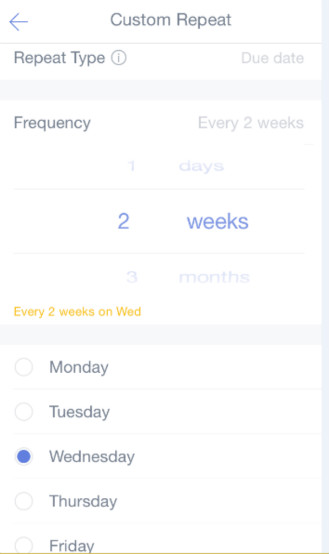 Custom Repeat
Repeat Type Due date
Frequency Every 2 weeks
1 days
2 weeks
3 months
Every 2 weeks on Wed
Monday
Tuesday
Wednesday
Thursday
Friday